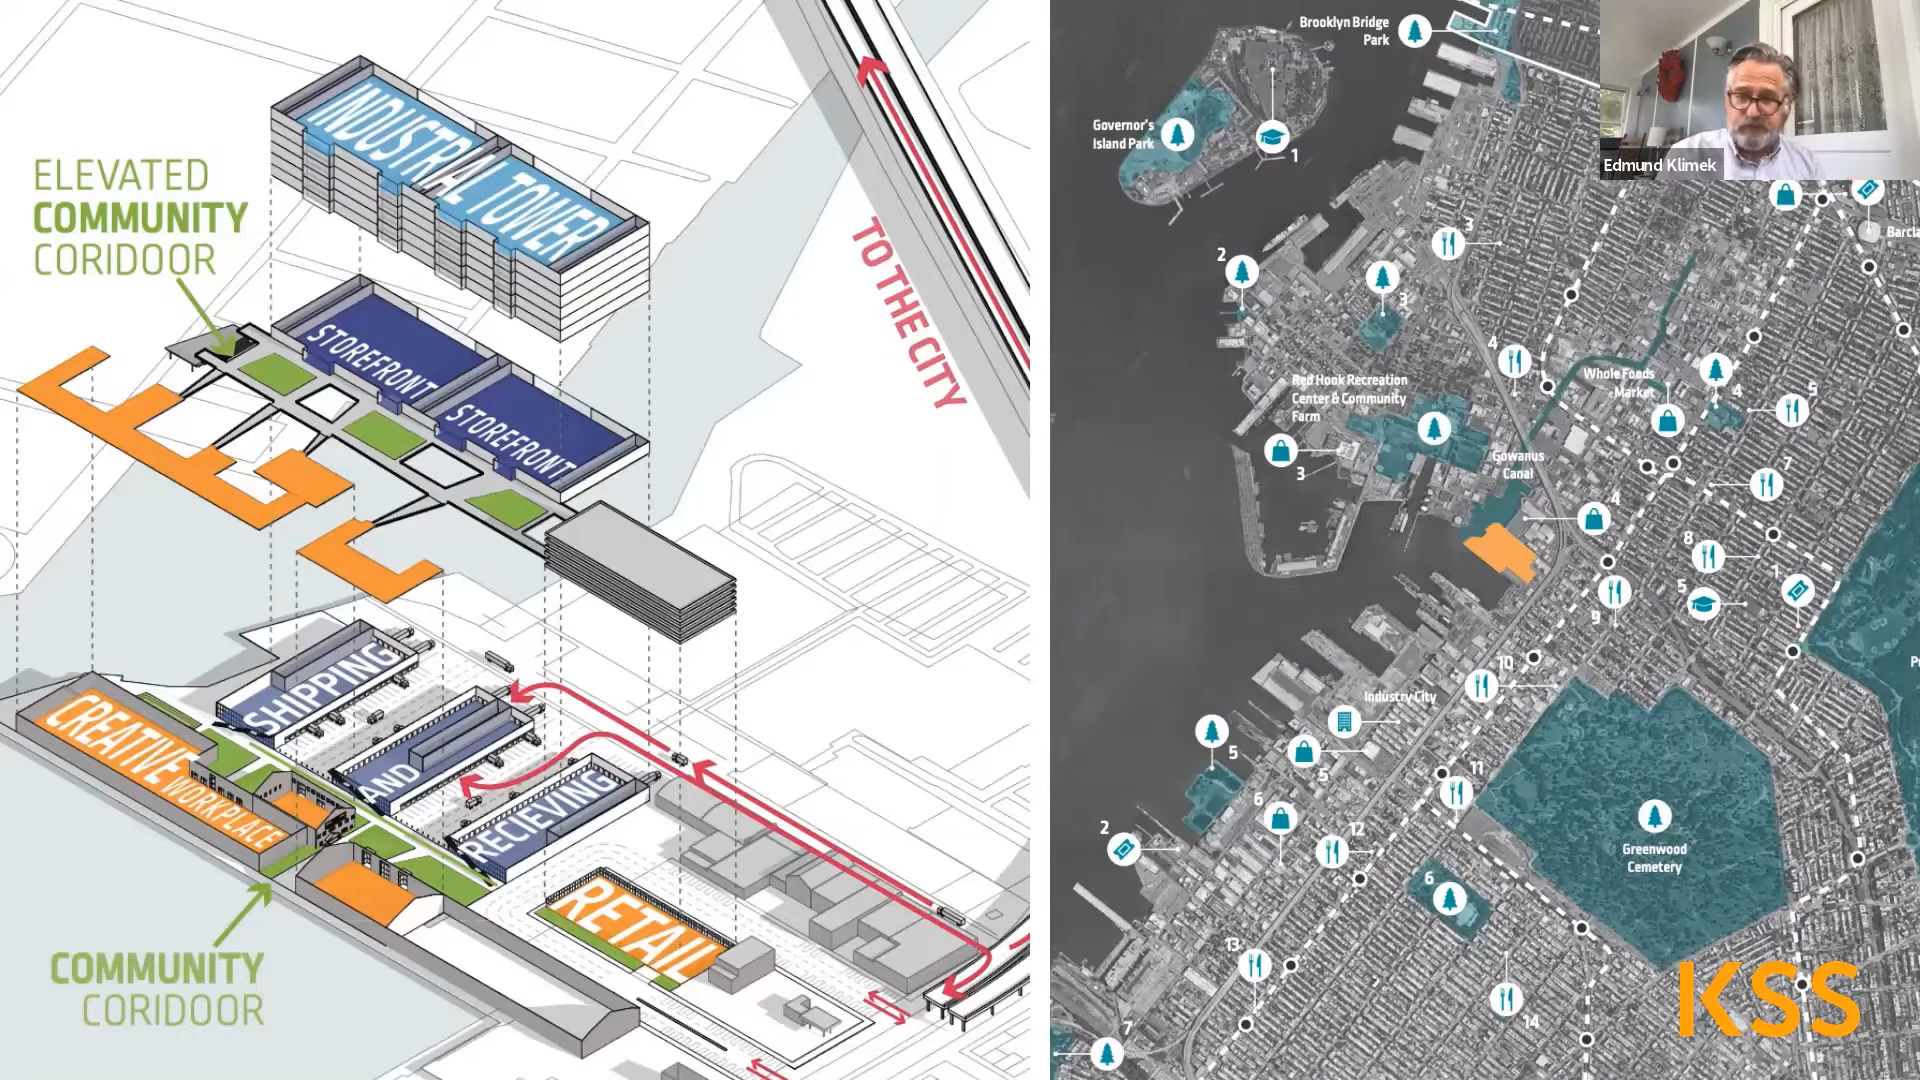 INDUSTRIAL TOWER
ELEVATED
COMMUNITY
CORIDOOR
STOREFRONT
STOREFRONT
TO THE CITY
SHIPPING
AND
RECIEVING
CREATIVE WORKPLACE
RETAIL
COMMUNITY
CORIDOOR
Brooklyn Bridge
Park
Governor's
Island Park
1
Edmund Klimek
Barcla
2
3
3
4
Whole Foods
Market
4
5
Red Hook Recreation
Center & Community
Farm
3
Gowanus
Canal
4
7
8
5
1
9
10
Industry City
5
5
6
11
12
2
Greenwood
Cemetery
6
13
14
7
KSS